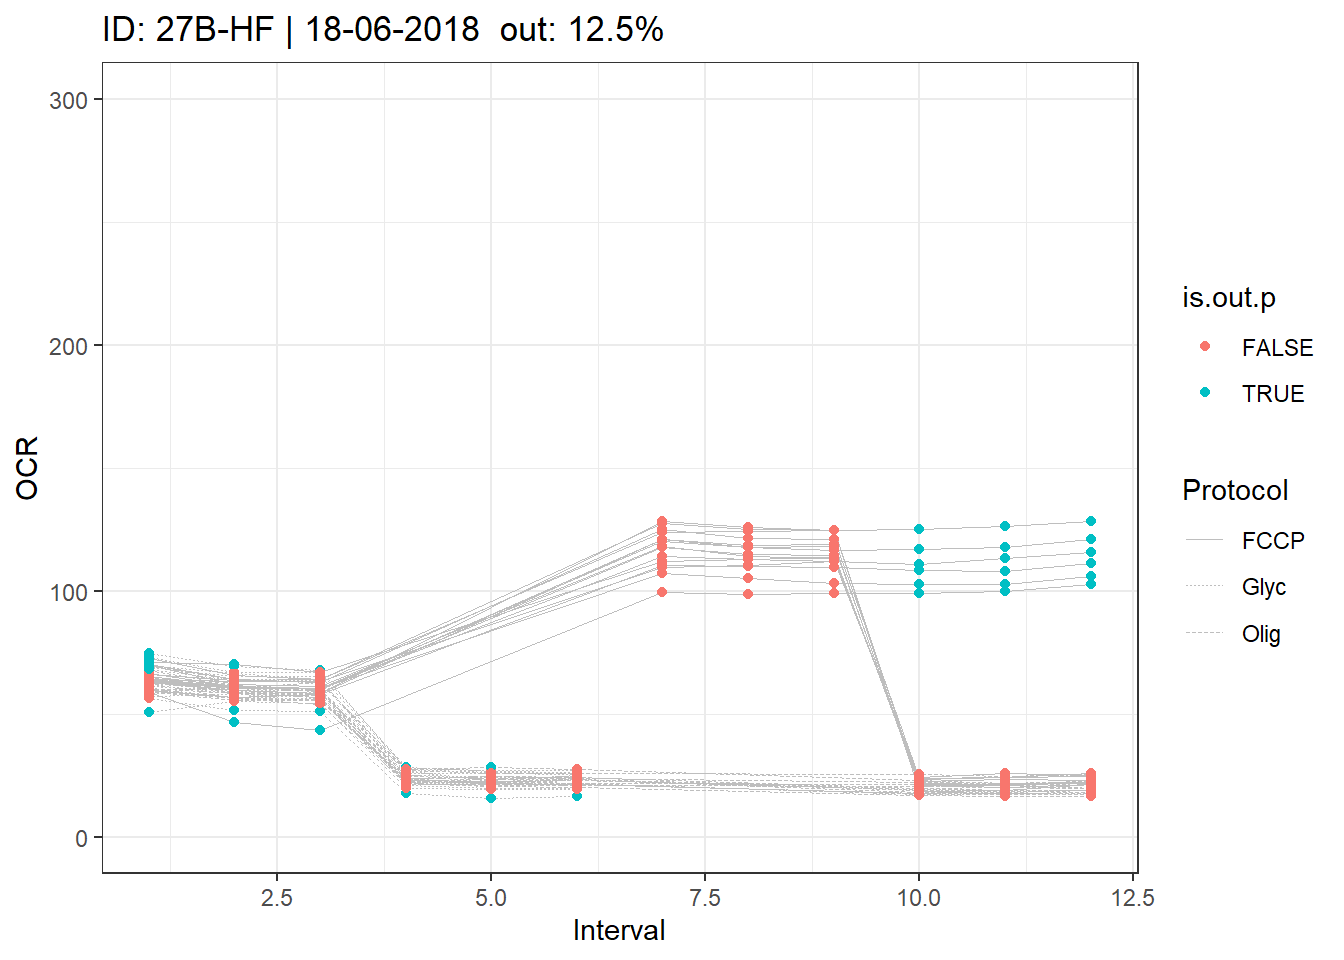 ID: 27B-HF | 18-06-2018  out: 12.5%
300
200
100
0
OCR
2.5
5.0
7.5
10.0
12.5
Interval
is.out.p
FALSE
TRUE
Protocol
FCCP
Glyc
Olig